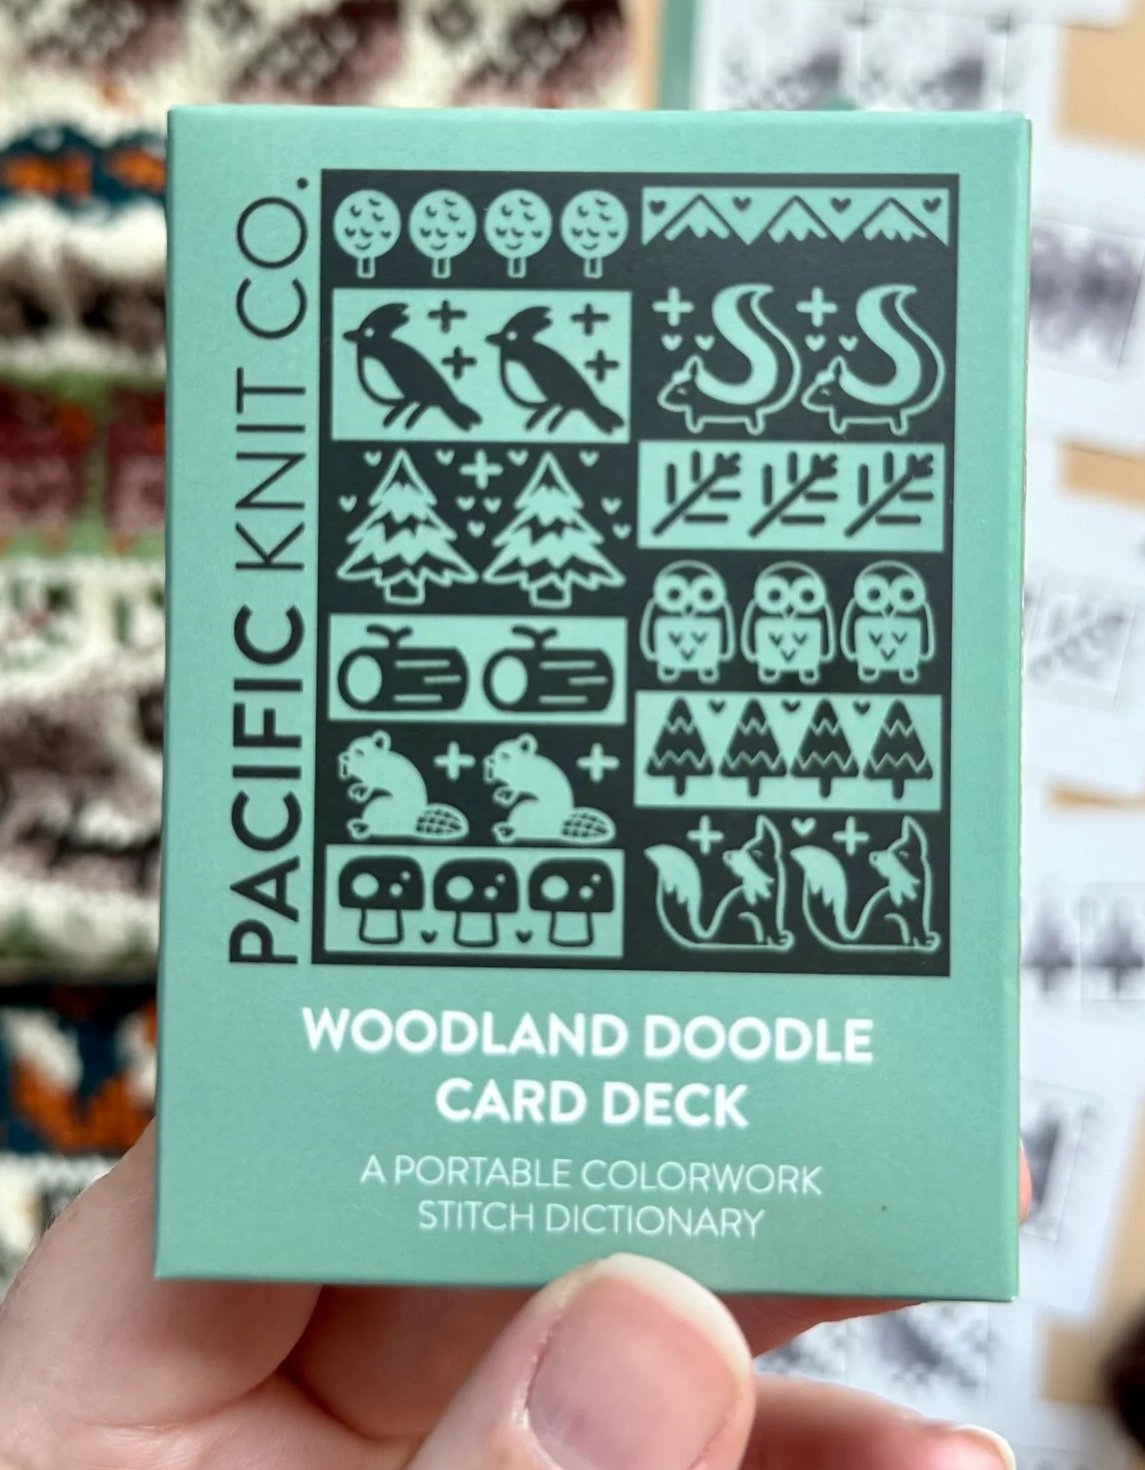 PACIFIC KNIT CO.
WOODLAND DOODLE
CARD DECK
A PORTABLE COLORWORK
STITCH DICTIONARY